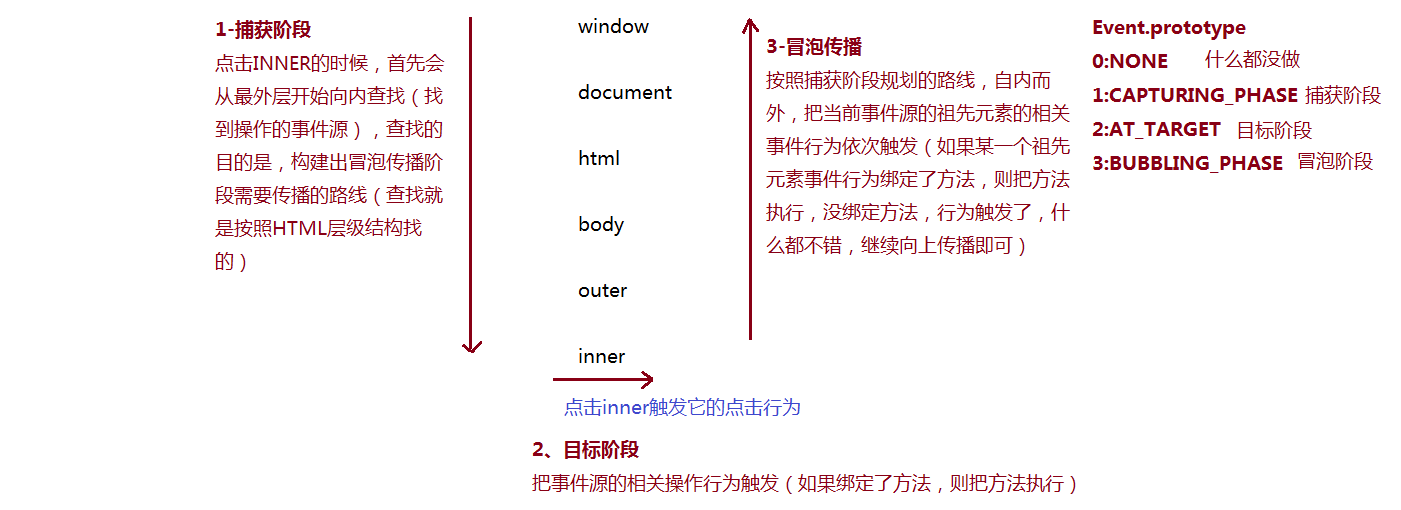 1-捕获阶段
点击INNER的时候，首先会
从最外层开始向内查找（找
到操作的事件源），查找的
目的是，构建出冒泡传播阶
段需要传播的路线（查找就
是按照HTML层级结构找
的）
window
document
html
body
outer
inner
点击inner触发它的点击行为
2、目标阶段
把事件源的相关操作行为触发（如果绑定了方法，则把方法执行）
3-冒泡传播
按照捕获阶段规划的路线，自内而
外，把当前事件源的祖先元素的相关
事件行为依次触发（如果某一个祖先
元素事件行为绑定了方法，则把方法
执行，没绑定方法，行为触发了，什
么都不错，继续向上传播即可）
Event.prototype
0:NONE 什么都没做
1:CAPTURING_PHASE 捕获阶段
2:AT_TARGET 目标阶段
3:BUBBLING_PHASE 冒泡阶段